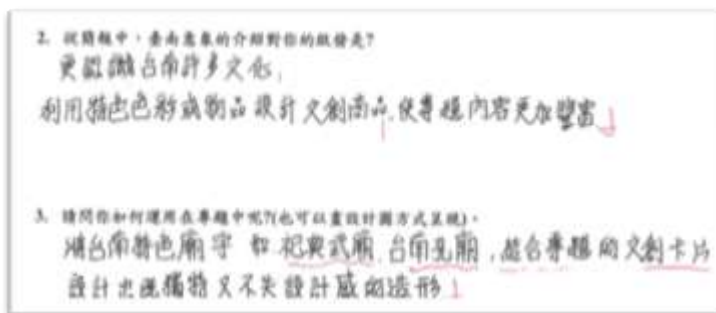 2. 從簡報中，臺南意象的介紹對你的啟發是?
更認識台南許多文化，
利用特色色彩或物品設計文創商品，使專題內容更加豐富
3. 請問你如何運用在專題中呢?(也可以畫設計圖方式呈現)。
將台南特色廟宇 如 祀典武廟、台南孔廟，結合專題的文創卡片
設計出既獨特又不失設計感的造形